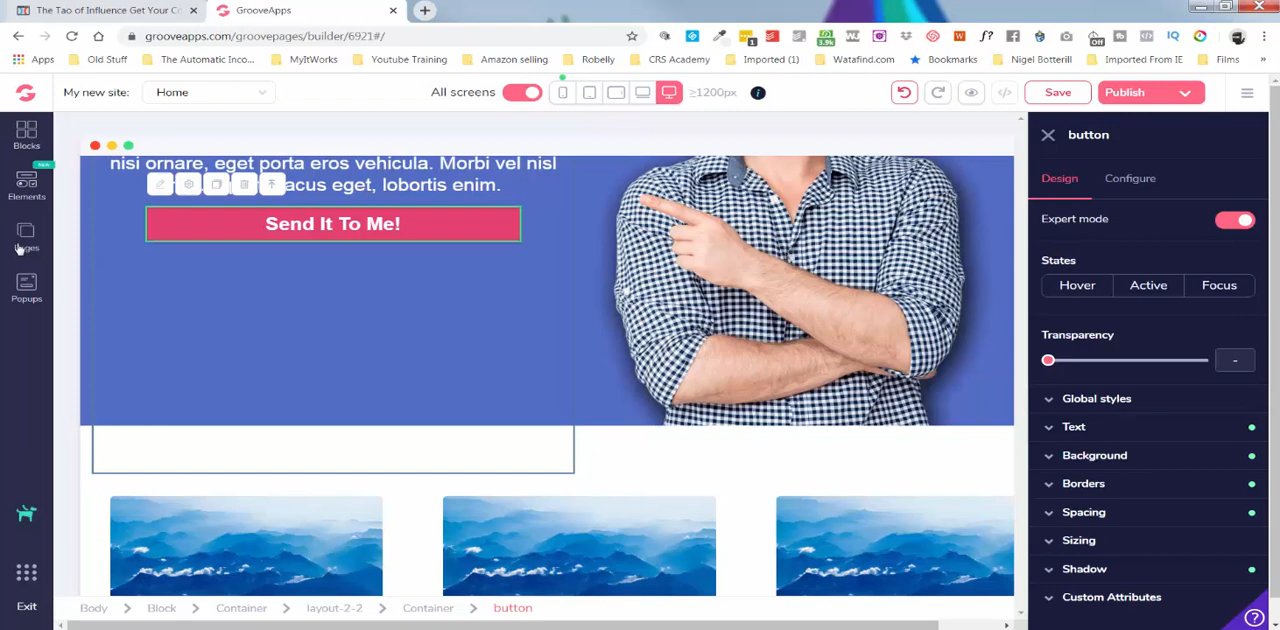 The Tao of Influence Get Your Co
GrooveApps
grooveapps.com/groovepages/builder/6921#/
Apps
Old Stuff
The Automatic Inco...
MyItWorks
Youtube Training
Amazon selling
Robelly
CRS Academy
Imported (1)
Watafind.com
Bookmarks
Nigel Botterill
Imported From IE
Films
My new site:
Home
All screens
≥1200px
Save
Publish
Blocks
NEW
Elements
Popups
Exit
nisi ornare, eget porta eros vehicula. Morbi vel nisl
acus eget, lobortis enim.
Send It To Me!
button
Design
Configure
Expert mode
States
Hover
Active
Focus
Transparency
-
Global styles
Text
Background
Borders
Spacing
Sizing
Shadow
Custom Attributes
Body
Block
Container
layout-2-2
Container
button